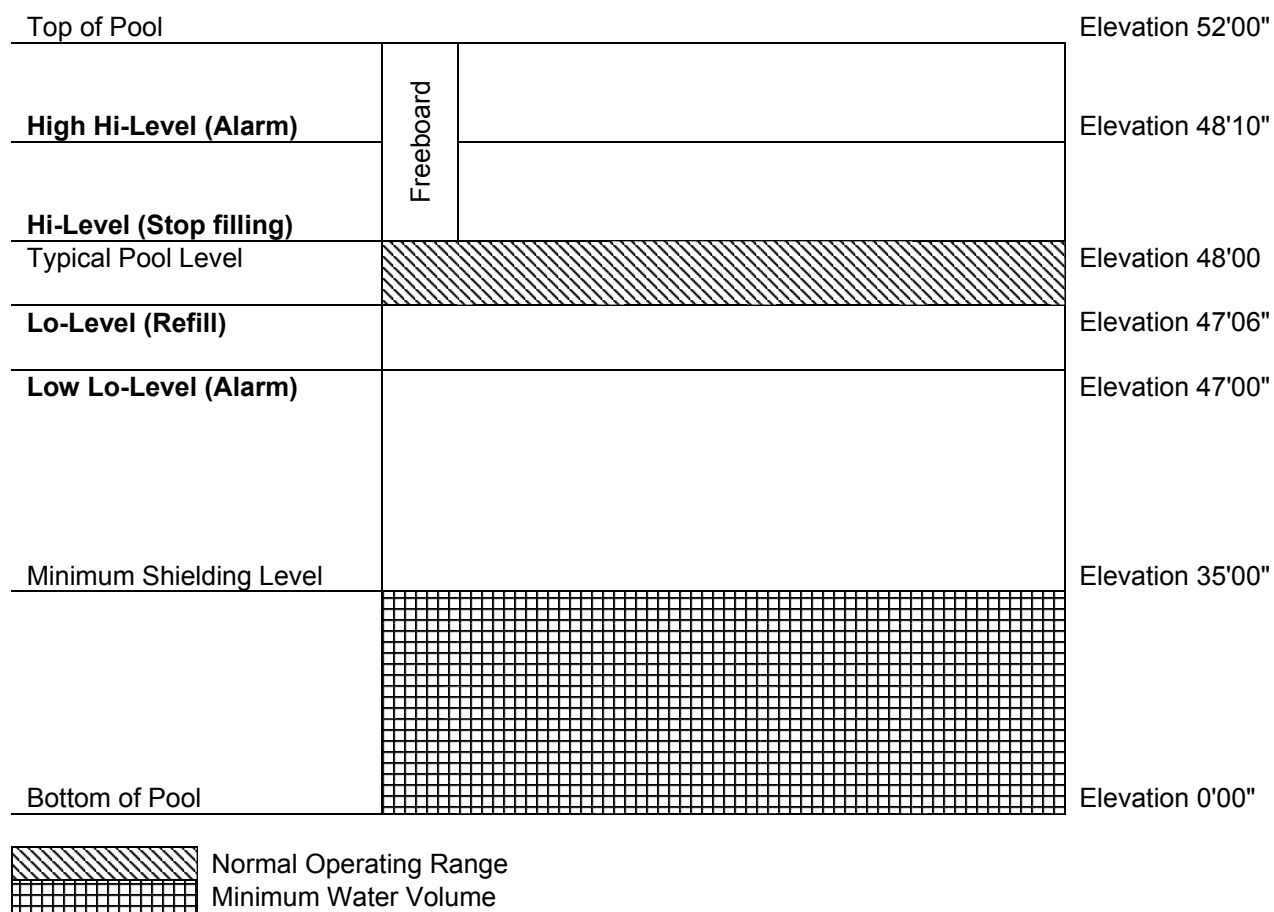 Top of Pool Elevation 52'00"
Freeboard
High Hi-Level (Alarm) Elevation 48'10"
Hi-Level (Stop filling)
Typical Pool Level Elevation 48'00
Lo-Level (Refill) Elevation 47'06"
Low Lo-Level (Alarm) Elevation 47'00"
Minimum Shielding Level Elevation 35'00"
Bottom of Pool Elevation 0'00"
Normal Operating Range
Minimum Water Volume